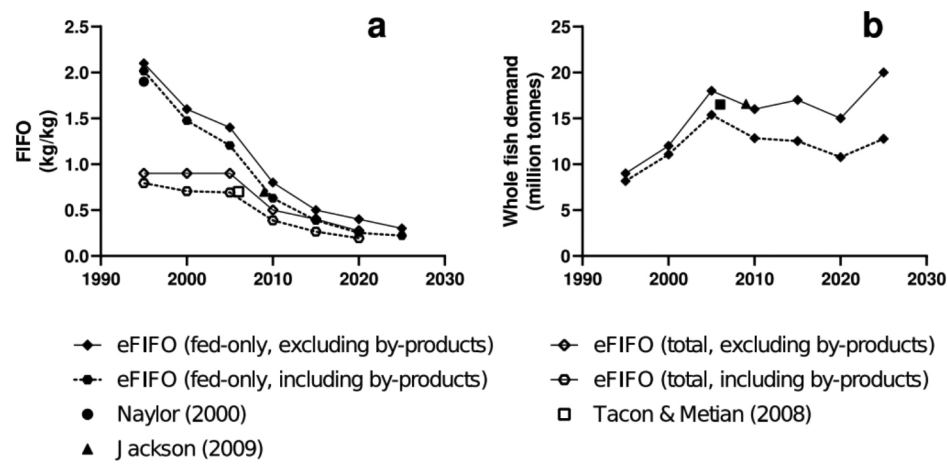 a
2.5
2.0
1.5
1.0
0.5
0.0
FIFO
(kg/kg)
1990 2000 2010 2020 2030
b
25
20
15
10
5
0
Whole fish demand
(million tonnes)
1990 2000 2010 2020 2030
eFIFO (fed-only, excluding by-products)
eFIFO (fed-only, including by-products)
Naylor (2000)
Jackson (2009)
eFIFO (total, excluding by-products)
eFIFO (total, including by-products)
Tacon & Metian (2008)